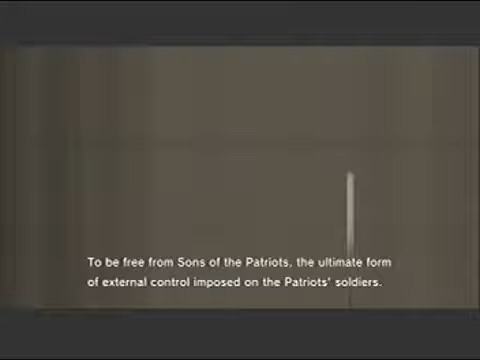 To be free from Sons of the Patriots, the ultimate form
of external control imposed on the Patriots' soldiers.